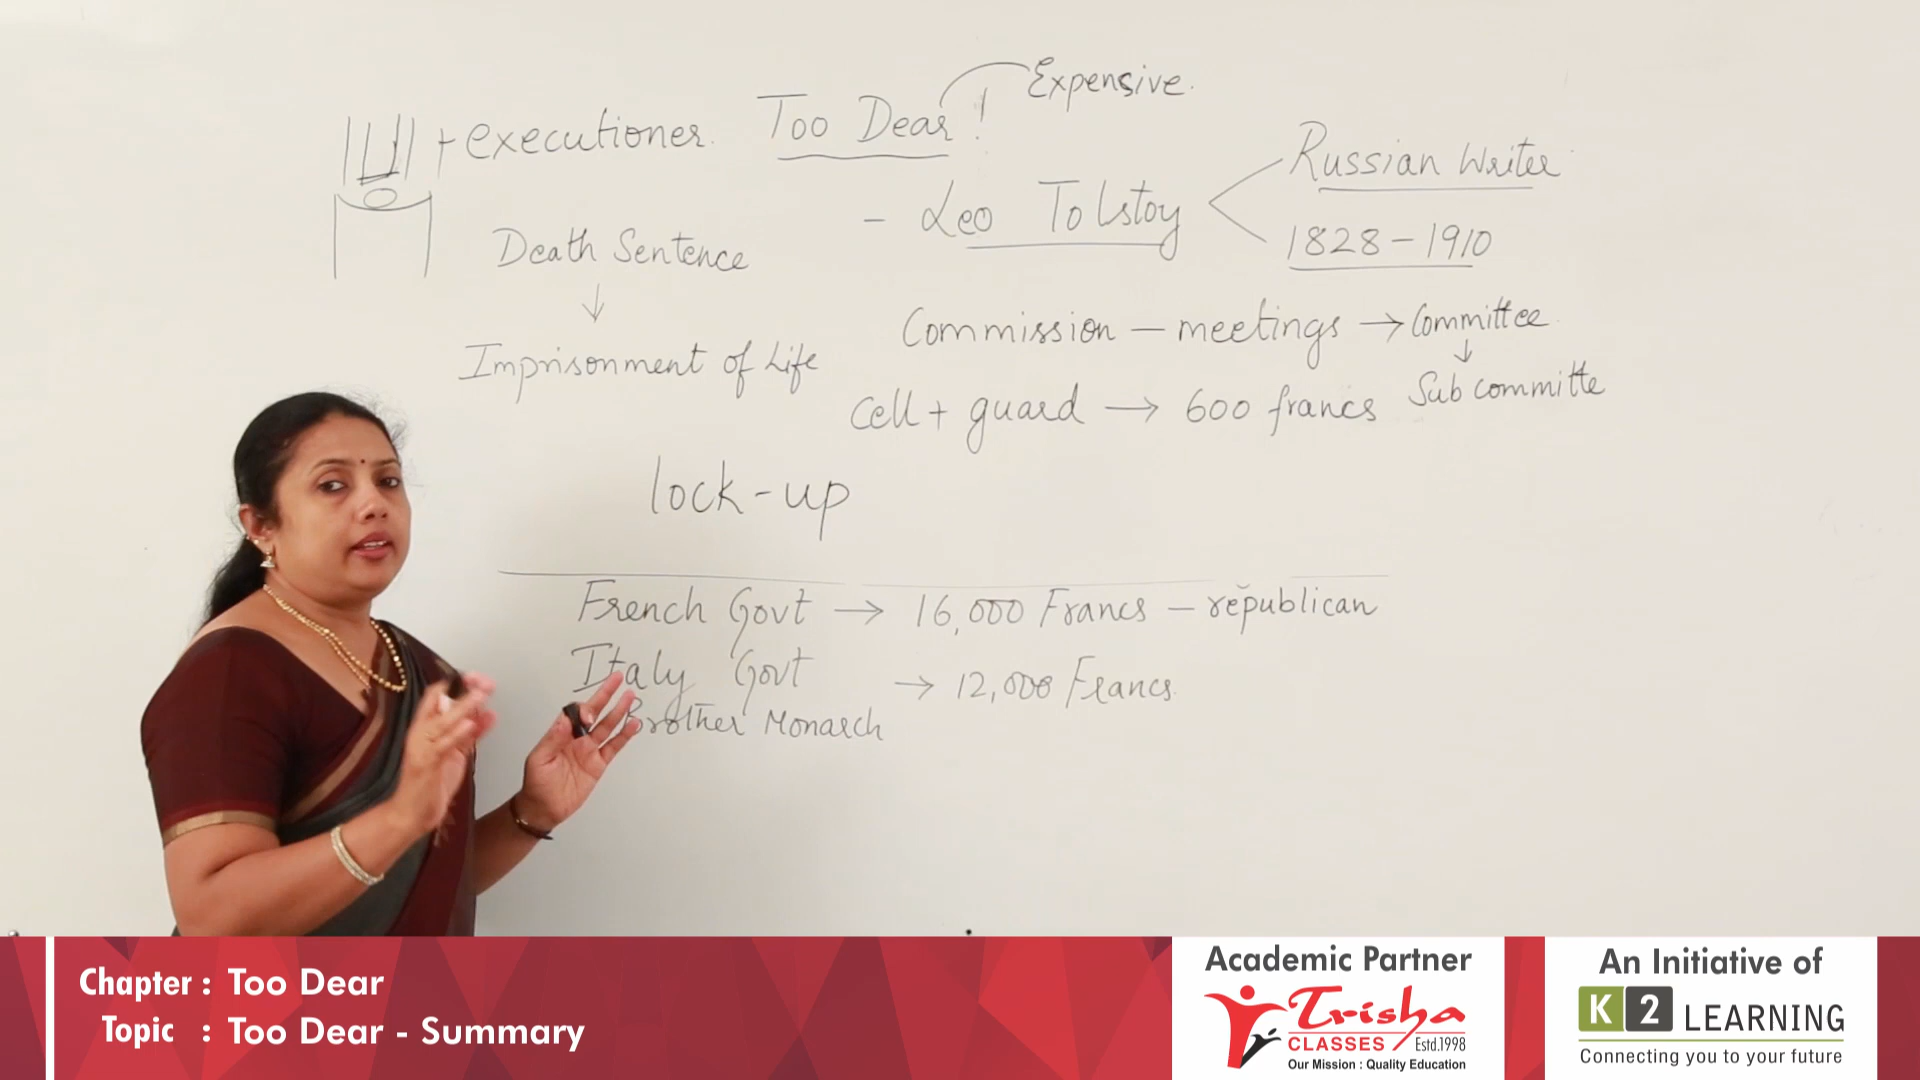 Expensive.
Too Dear!
+ executioner.
- Leo Tolstoy
Russian Writer
1828 - 1910
Death Sentence
↓
Imprisonment of Life
Commission — meetings → Committee
↓
Sub committe
Cell + guard → 600 francs
lock-up
French Govt → 16,000 Francs — republican
Italy Govt → 12,000 Francs.
Brother Monarch
Chapter : Too Dear
Topic : Too Dear - Summary
Academic Partner
Trisha
CLASSES Estd.1998
Our Mission : Quality Education
An Initiative of
K2 LEARNING
Connecting you to your future